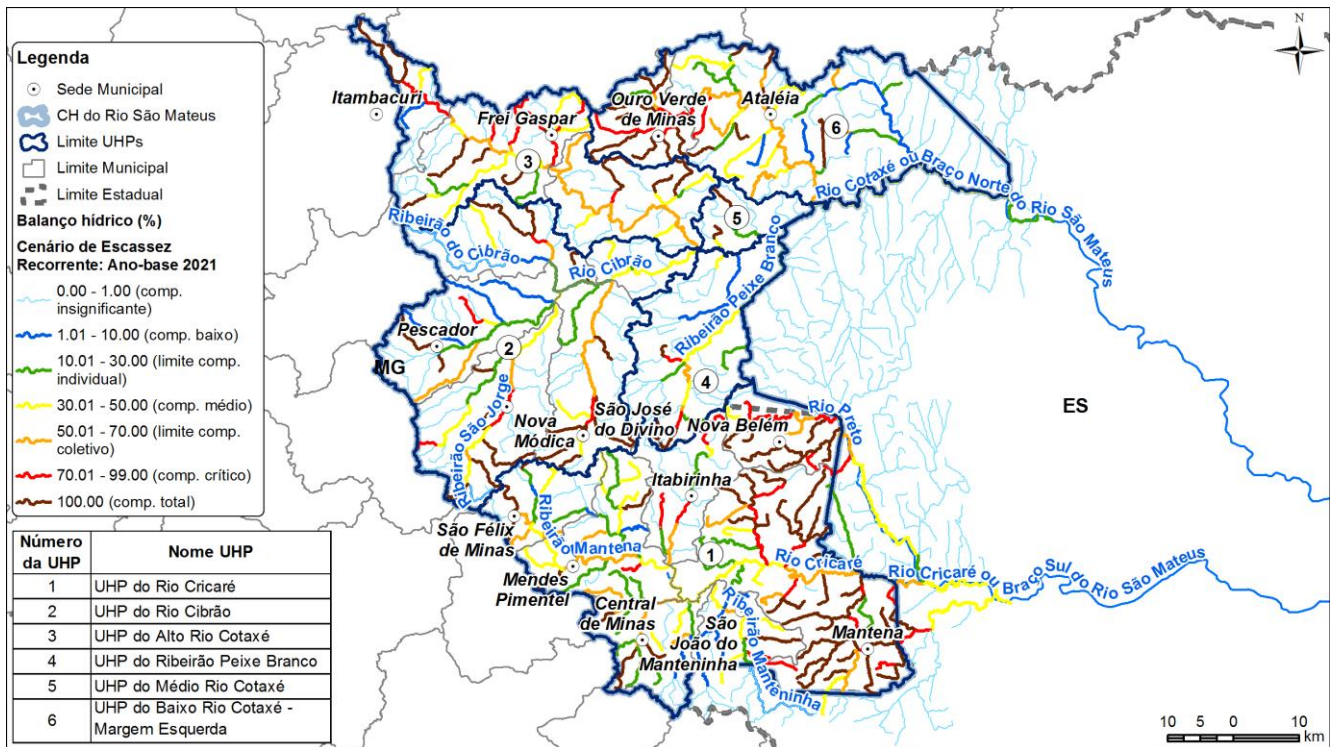 Legenda
Sede Municipal
CH do Rio São Mateus
Limite UHPs
Limite Municipal
Limite Estadual
Balanço hídrico (%)
Cenário de Escassez
Recorrente: Ano-base 2021
0.00 - 1.00 (comp.
insignificante)
1.01 - 10.00 (comp. baixo)
10.01 - 30.00 (limite comp.
individual)
30.01 - 50.00 (comp. médio)
50.01 - 70.00 (limite comp.
coletivo)
70.01 - 99.00 (comp. crítico)
100.00 (comp. total)
Número
da UHP
Nome UHP
1
UHP do Rio Cricaré
2
UHP do Rio Cibrão
3
UHP do Alto Rio Cotaxé
4
UHP do Ribeirão Peixe Branco
5
UHP do Médio Rio Cotaxé
6
UHP do Baixo Rio Cotaxé -
Margem Esquerda
N
Itambacuri
Frei Gaspar
Ouro Verde
de Minas
Ataléia
3
6
5
Rio Cotaxé ou Braço Norte do Rio São Mateus
Ribeirão do Cibrão
Rio Cibrão
Ribeirão Peixe Branco
Pescador
MG
2
4
ES
Ribeirão São Jorge
Nova
Módica
São José
do Divino
Nova Belém
Rio Preto
Itabirinha
São Félix
de Minas
Ribeirão Mantena
1
Rio Cricaré
Rio Cricaré ou Braço Sul do Rio São Mateus
Mendes
Pimentel
Central
de Minas
São
João do
Manteninha
Ribeirão Manteninha
Mantena
10 5 0 10
km